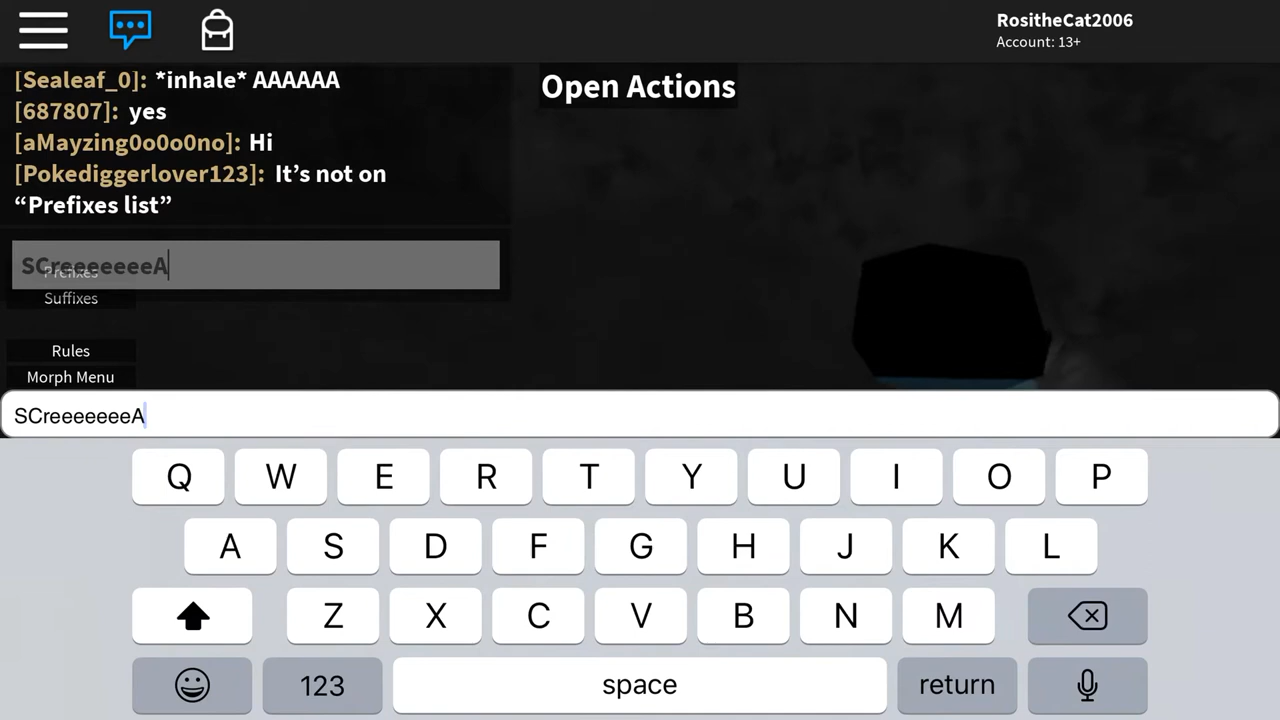 RositheCat2006
Account: 13+
[Sealeaf_0]: *inhale* AAAAAA
[687807]: yes
[aMayzing0o0o0no]: Hi
[Pokediggerlover123]: It's not on
“Prefixes list”
Open Actions
SCreeeeeeeA
Prefixes
Suffixes
Rules
Morph Menu
SCreeeeeeeA
Q W E R T Y U I O P
A S D F G H J K L
Z X C V B N M
123 space return